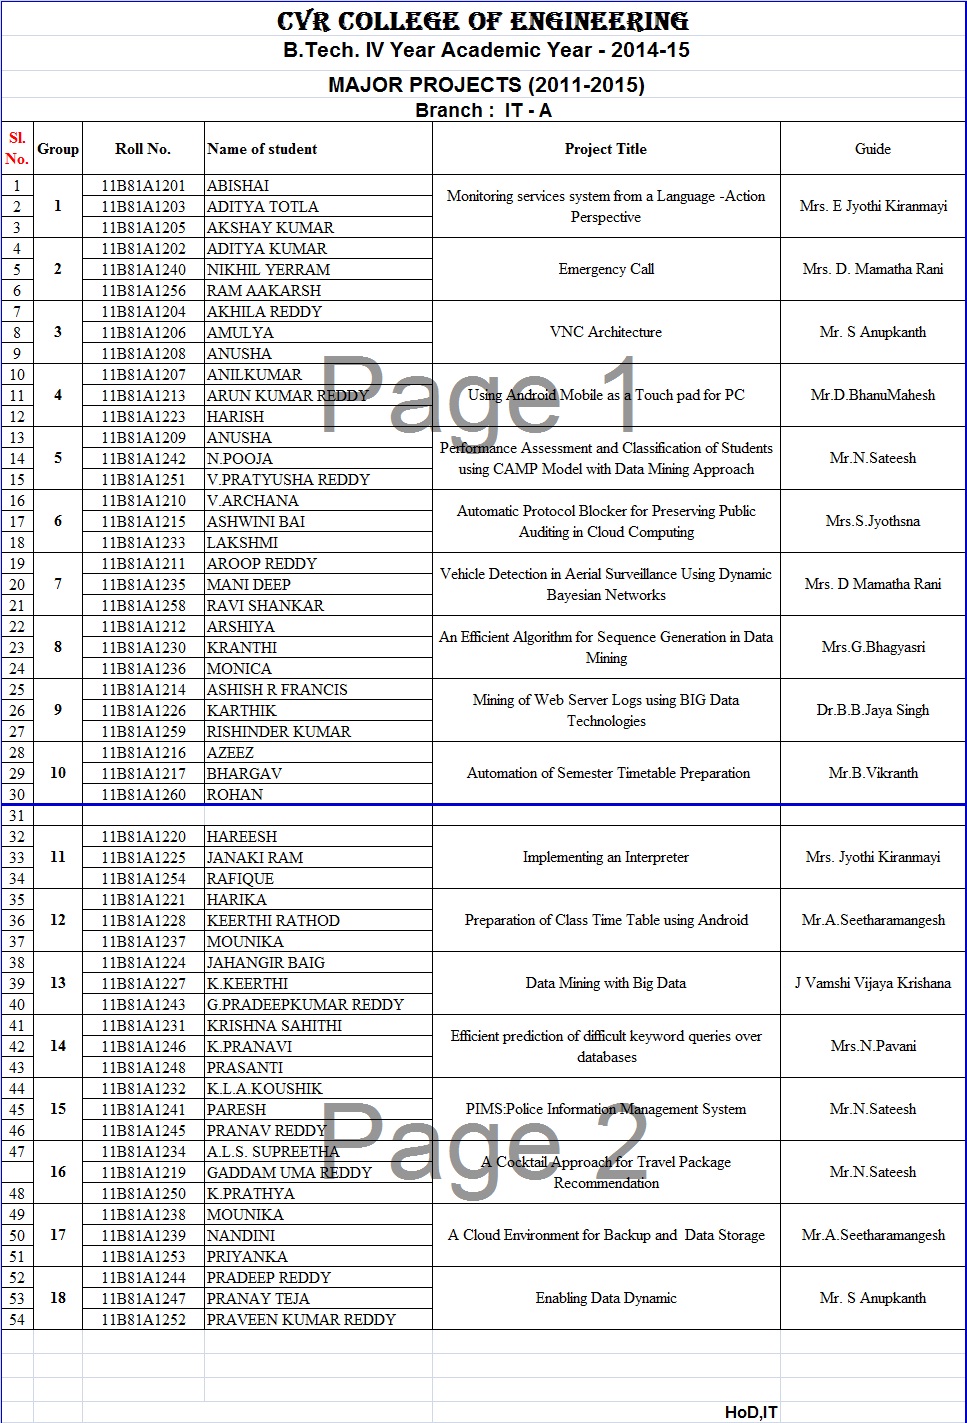 CVR COLLEGE OF ENGINEERING
B.Tech. IV Year Academic Year - 2014-15
MAJOR PROJECTS (2011-2015)
Branch : IT - A
Sl. No. Group Roll No. Name of student Project Title Guide
1 1 11B81A1201 ABISHAI Monitoring services system from a Language -Action Perspective Mrs. E Jyothi Kiranmayi
2 11B81A1203 ADITYA TOTLA
3 11B81A1205 AKSHAY KUMAR
4 2 11B81A1202 ADITYA KUMAR Emergency Call Mrs. D. Mamatha Rani
5 11B81A1240 NIKHIL YERRAM
6 11B81A1256 RAM AAKARSH
7 3 11B81A1204 AKHILA REDDY VNC Architecture Mr. S Anupkanth
8 11B81A1206 AMULYA
9 11B81A1208 ANUSHA
10 4 11B81A1207 ANILKUMAR Using Android Mobile as a Touch pad for PC Mr.D.BhanuMahesh
11 11B81A1213 ARUN KUMAR REDDY
12 11B81A1223 HARISH
Page 1
13 5 11B81A1209 ANUSHA Performance Assessment and Classification of Students using CAMP Model with Data Mining Approach Mr.N.Sateesh
14 11B81A1242 N.POOJA
15 11B81A1251 V.PRATYUSHA REDDY
16 6 11B81A1210 V.ARCHANA Automatic Protocol Blocker for Preserving Public Auditing in Cloud Computing Mrs.S.Jyothsna
17 11B81A1215 ASHWINI BAI
18 11B81A1233 LAKSHMI
19 7 11B81A1211 AROOP REDDY Vehicle Detection in Aerial Surveillance Using Dynamic Bayesian Networks Mrs. D Mamatha Rani
20 11B81A1235 MANI DEEP
21 11B81A1258 RAVI SHANKAR
22 8 11B81A1212 ARSHIYA An Efficient Algorithm for Sequence Generation in Data Mining Mrs.G.Bhagyasri
23 11B81A1230 KRANTHI
24 11B81A1236 MONICA
25 9 11B81A1214 ASHISH R FRANCIS Mining of Web Server Logs using BIG Data Technologies Dr.B.B.Jaya Singh
26 11B81A1226 KARTHIK
27 11B81A1259 RISHINDER KUMAR
28 10 11B81A1216 AZEEZ Automation of Semester Timetable Preparation Mr.B.Vikranth
29 11B81A1217 BHARGAV
30 11B81A1260 ROHAN
31
32 11 11B81A1220 HAREESH Implementing an Interpreter Mrs. Jyothi Kiranmayi
33 11B81A1225 JANAKI RAM
34 11B81A1254 RAFIQUE
35 12 11B81A1221 HARIKA Preparation of Class Time Table using Android Mr.A.Seetharamangesh
36 11B81A1228 KEERTHI RATHOD
37 11B81A1237 MOUNIKA
38 13 11B81A1224 JAHANGIR BAIG Data Mining with Big Data J Vamshi Vijaya Krishana
39 11B81A1227 K.KEERTHI
40 11B81A1243 G.PRADEEPKUMAR REDDY
41 14 11B81A1231 KRISHNA SAHITHI Efficient prediction of difficult keyword queries over databases Mrs.N.Pavani
42 11B81A1246 K.PRANAVI
43 11B81A1248 PRASANTI
44 15 11B81A1232 K.L.A.KOUSHIK PIMS:Police Information Management System Mr.N.Sateesh
45 11B81A1241 PARESH
46 11B81A1245 PRANAV REDDY
Page 2
47 16 11B81A1234 A.L.S. SUPREETHA A Cocktail Approach for Travel Package Recommendation Mr.N.Sateesh
11B81A1219 GADDAM UMA REDDY
48 11B81A1250 K.PRATHYA
49 17 11B81A1238 MOUNIKA A Cloud Environment for Backup and Data Storage Mr.A.Seetharamangesh
50 11B81A1239 NANDINI
51 11B81A1253 PRIYANKA
52 18 11B81A1244 PRADEEP REDDY Enabling Data Dynamic Mr. S Anupkanth
53 11B81A1247 PRANAY TEJA
54 11B81A1252 PRAVEEN KUMAR REDDY
HoD,IT